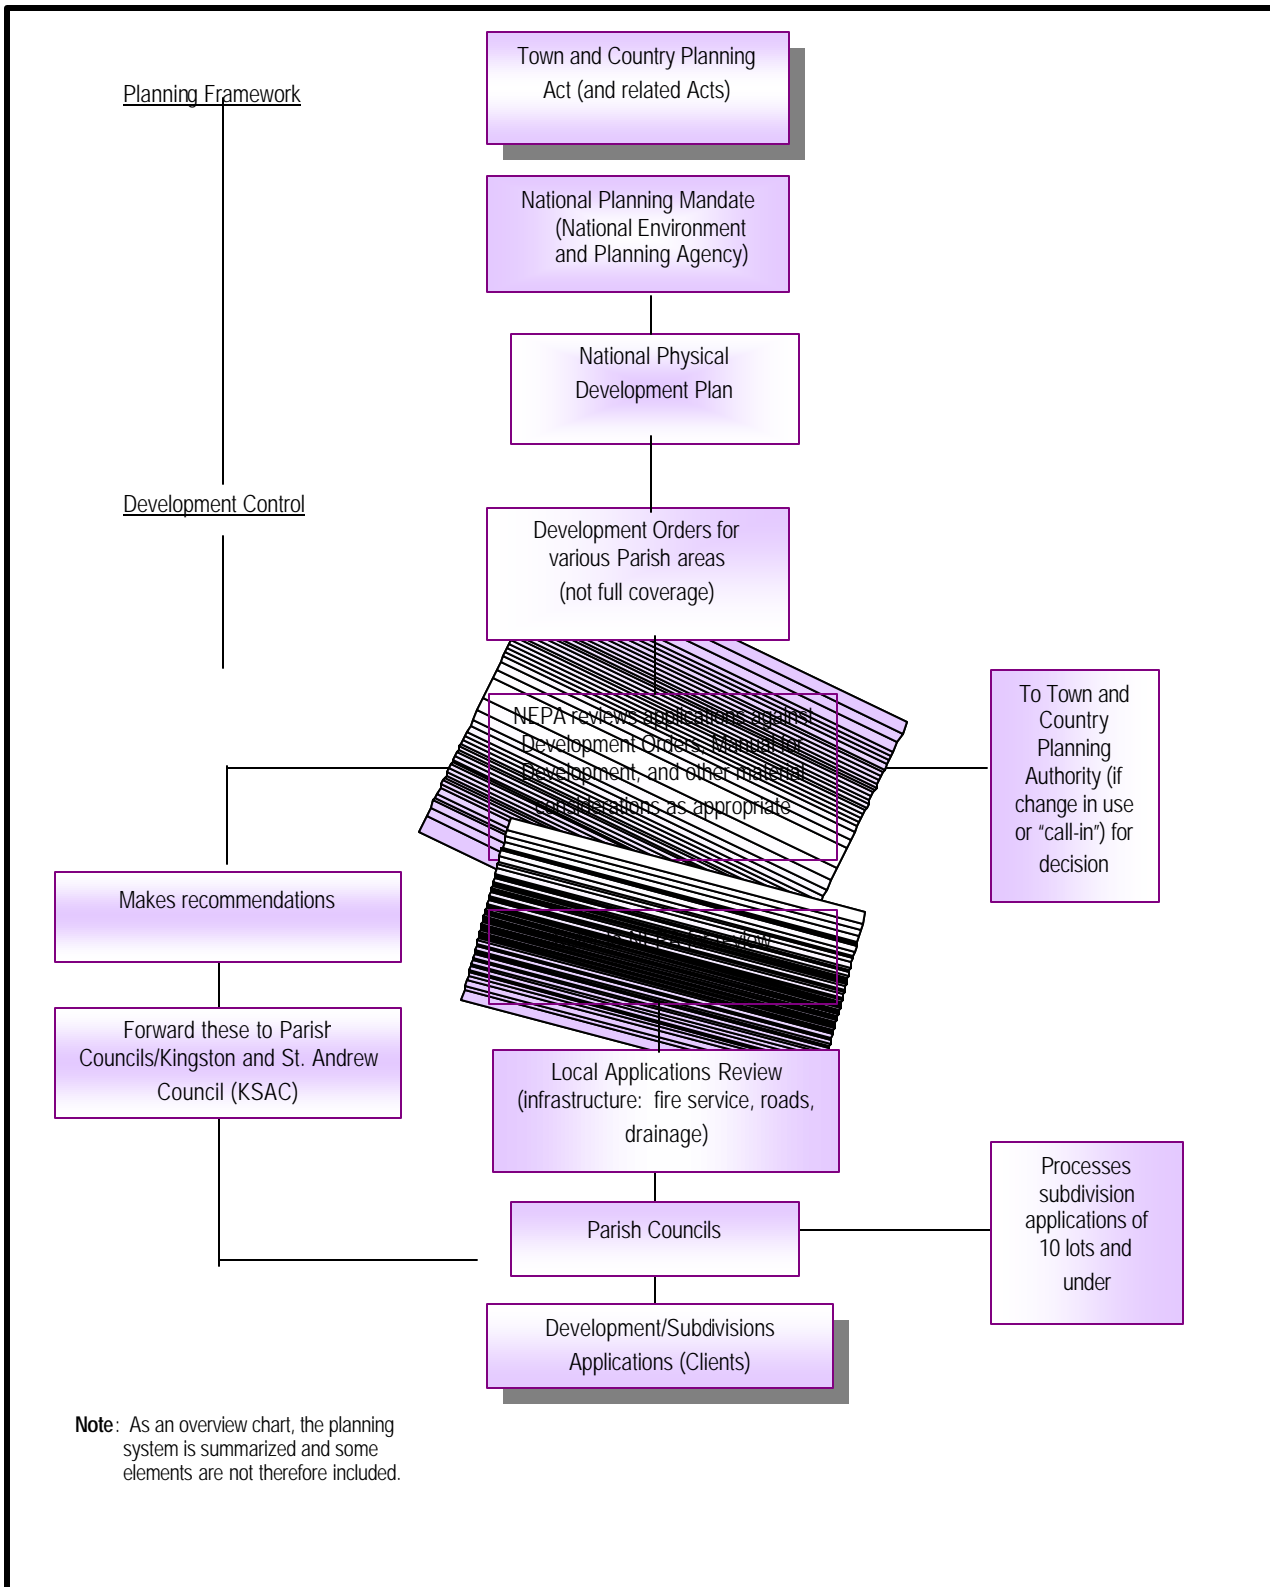 Town and Country Planning
Act (and related Acts)
Planning Framework
National Planning Mandate
(National Environment
and Planning Agency)
National Physical
Development Plan
Development Control
Development Orders for
various Parish areas
(not full coverage)
NEPA reviews applications against
Development Orders, Manual for
Development, and other material
considerations as appropriate
To Town and
Country
Planning
Authority (if
change in use
or “call-in”) for
decision
Makes recommendations
Forward these to Parish
Councils/Kingston and St. Andrew
Council (KSAC)
Local Applications Review
(infrastructure: fire service, roads,
drainage)
Parish Councils
Processes
subdivision
applications of
10 lots and
under
Development/Subdivisions
Applications (Clients)
Note: As an overview chart, the planning
system is summarized and some
elements are not therefore included.